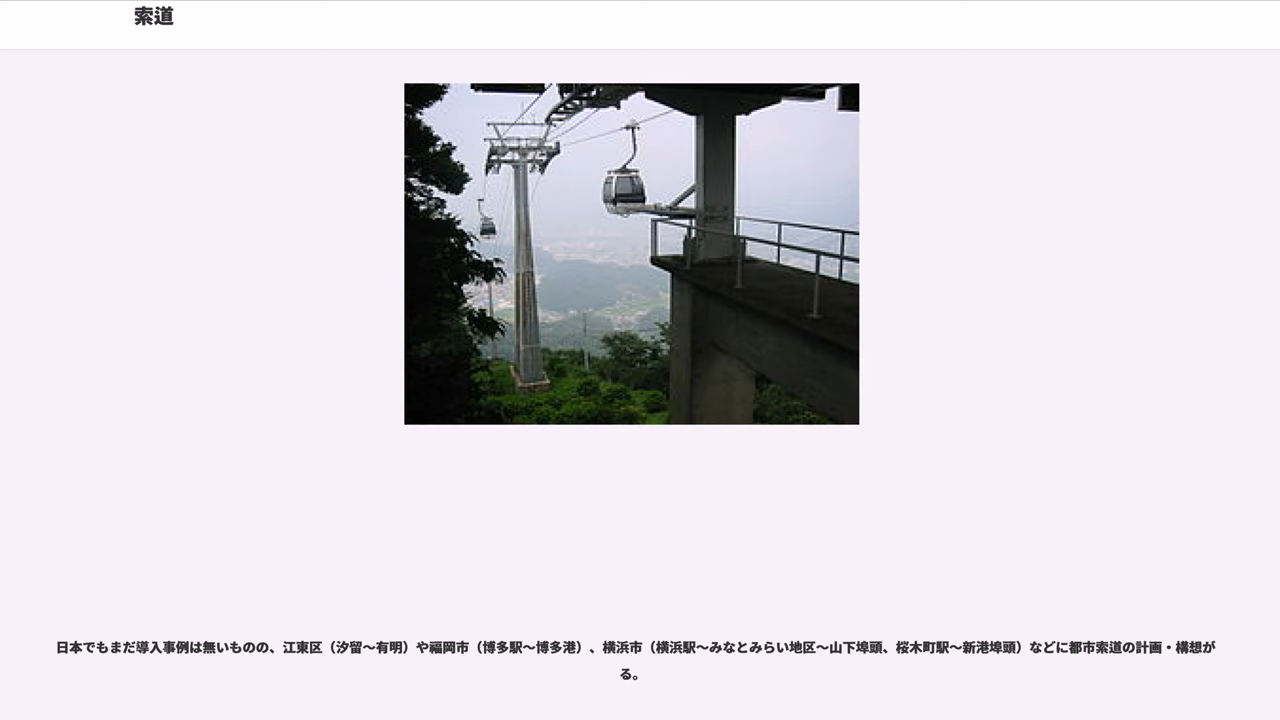 索道
日本でもまだ導入事例は無いものの、江東区（汐留〜有明）や福岡市（博多駅〜博多港）、横浜市（横浜駅〜みなとみらい地区〜山下埠頭、桜木町駅〜新港埠頭）などに都市索道の計画・構想が
る。